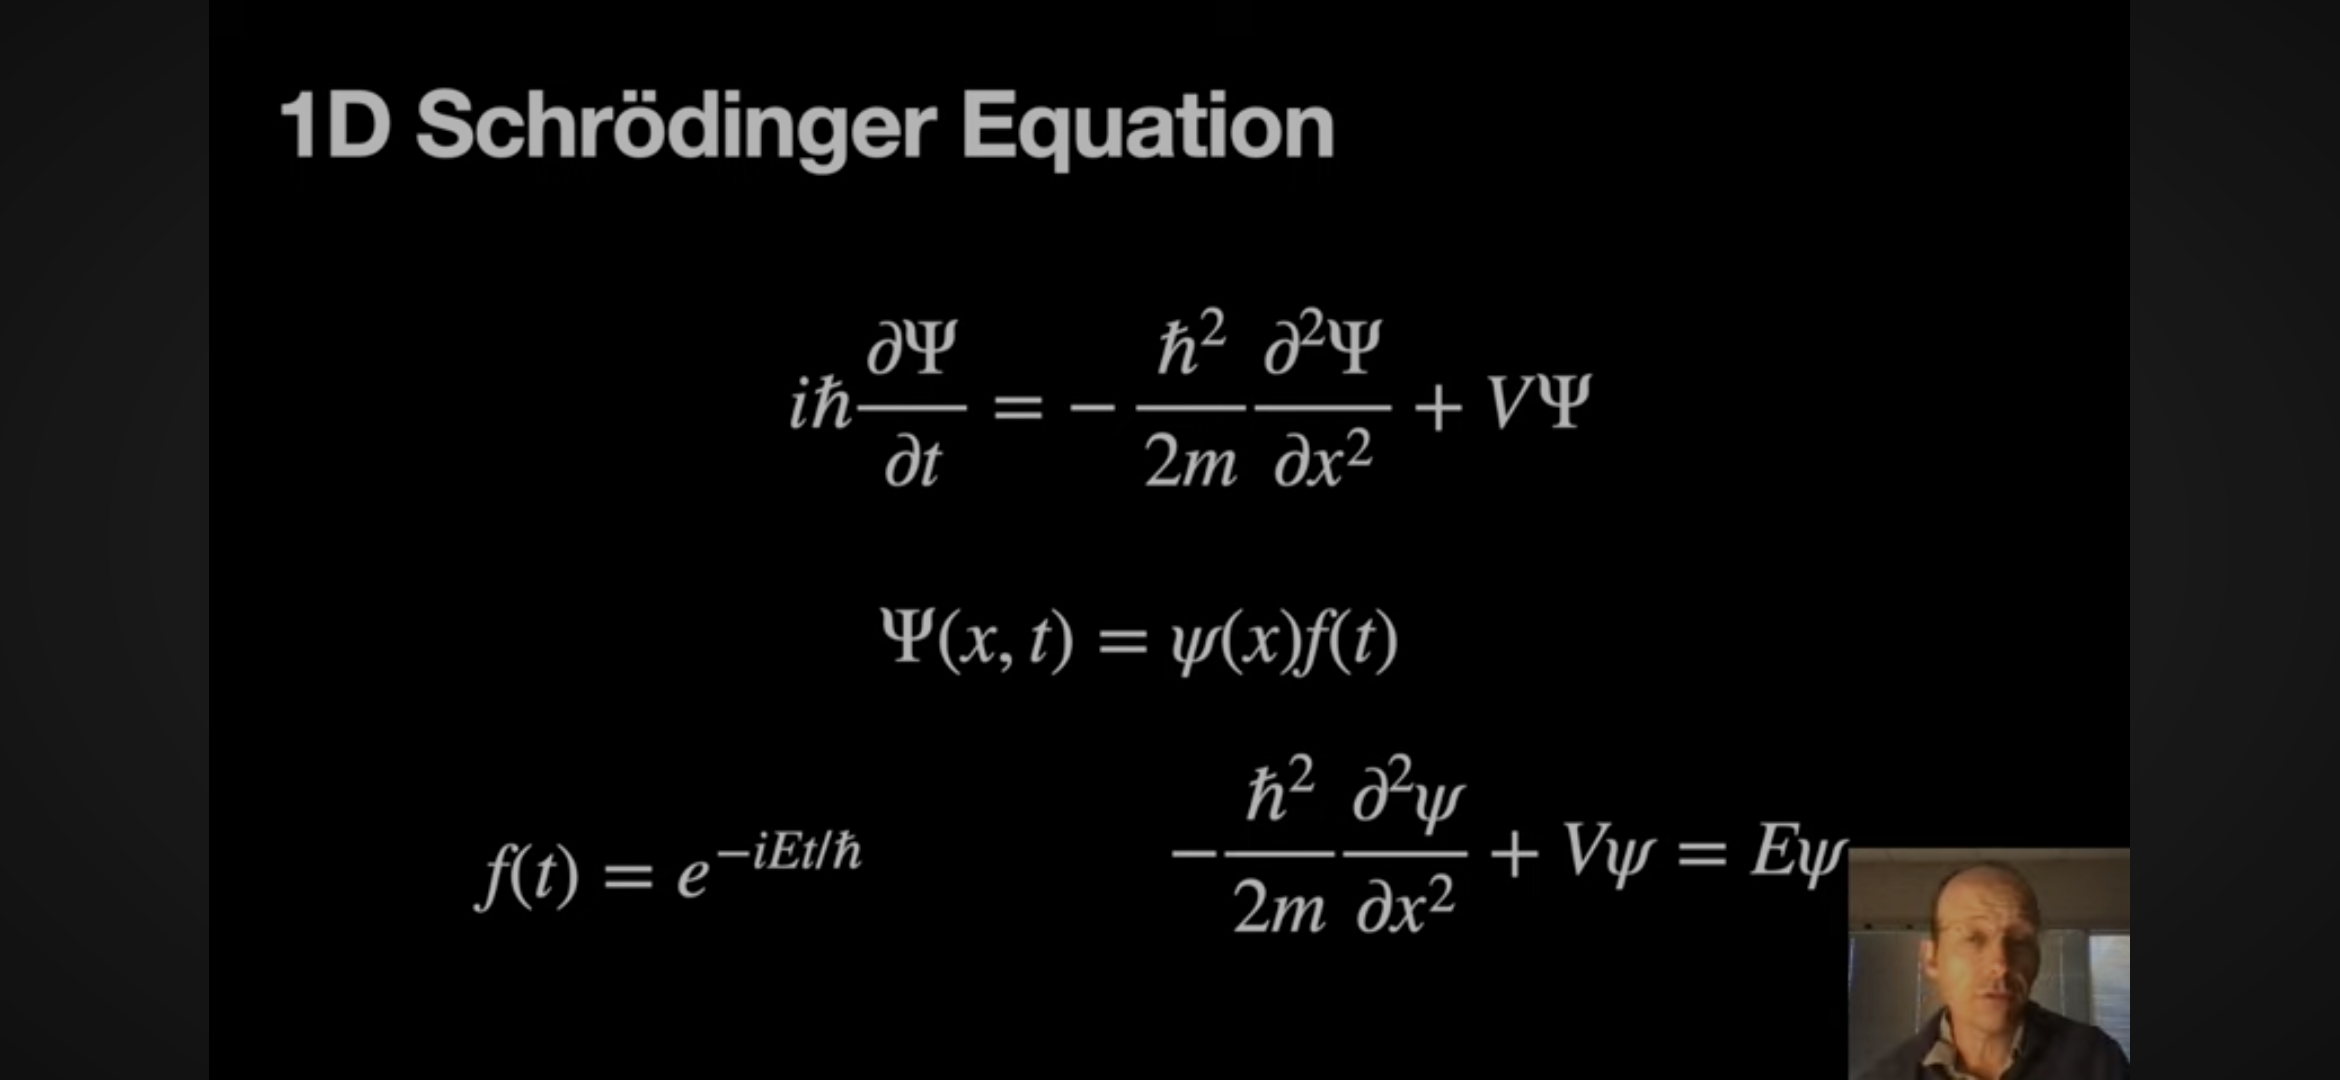 1D Schrödinger Equation
iℏ ∂Ψ/∂t = − ℏ²/2m ∂²Ψ/∂x² + VΨ
Ψ(x, t) = ψ(x)f(t)
f(t) = e^−iEt/ℏ
− ℏ²/2m ∂²ψ/∂x² + Vψ = Eψ